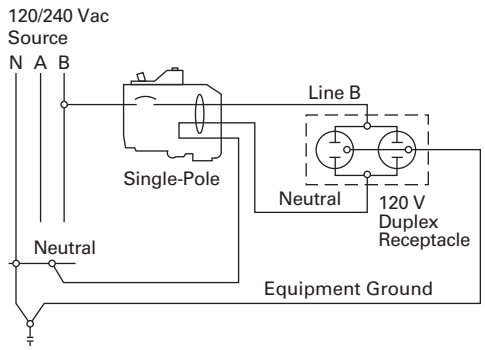 120/240 Vac
Source
N A B
Line B
Single-Pole
Neutral
120 V
Duplex
Receptacle
Neutral
Equipment Ground